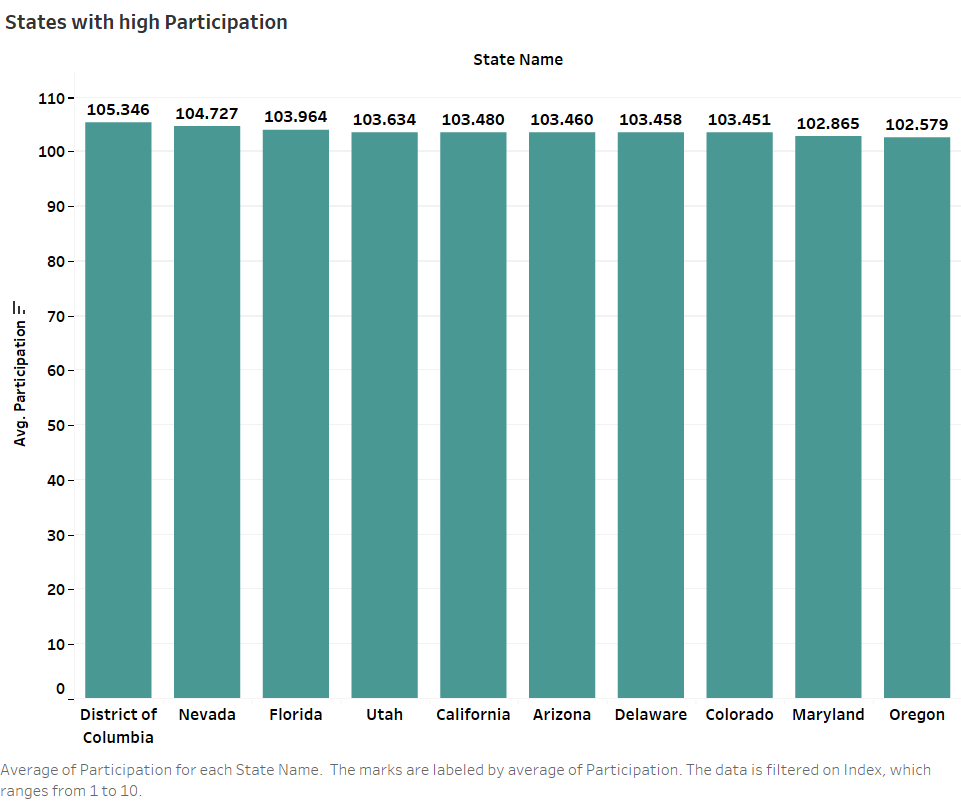 States with high Participation
State Name
110
100
90
80
70
60
50
40
30
20
10
0
Avg. Participation
105.346
104.727
103.964
103.634
103.480
103.460
103.458
103.451
102.865
102.579
District of
Columbia
Nevada
Florida
Utah
California
Arizona
Delaware
Colorado
Maryland
Oregon
Average of Participation for each State Name.  The marks are labeled by average of Participation. The data is filtered on Index, which
ranges from 1 to 10.